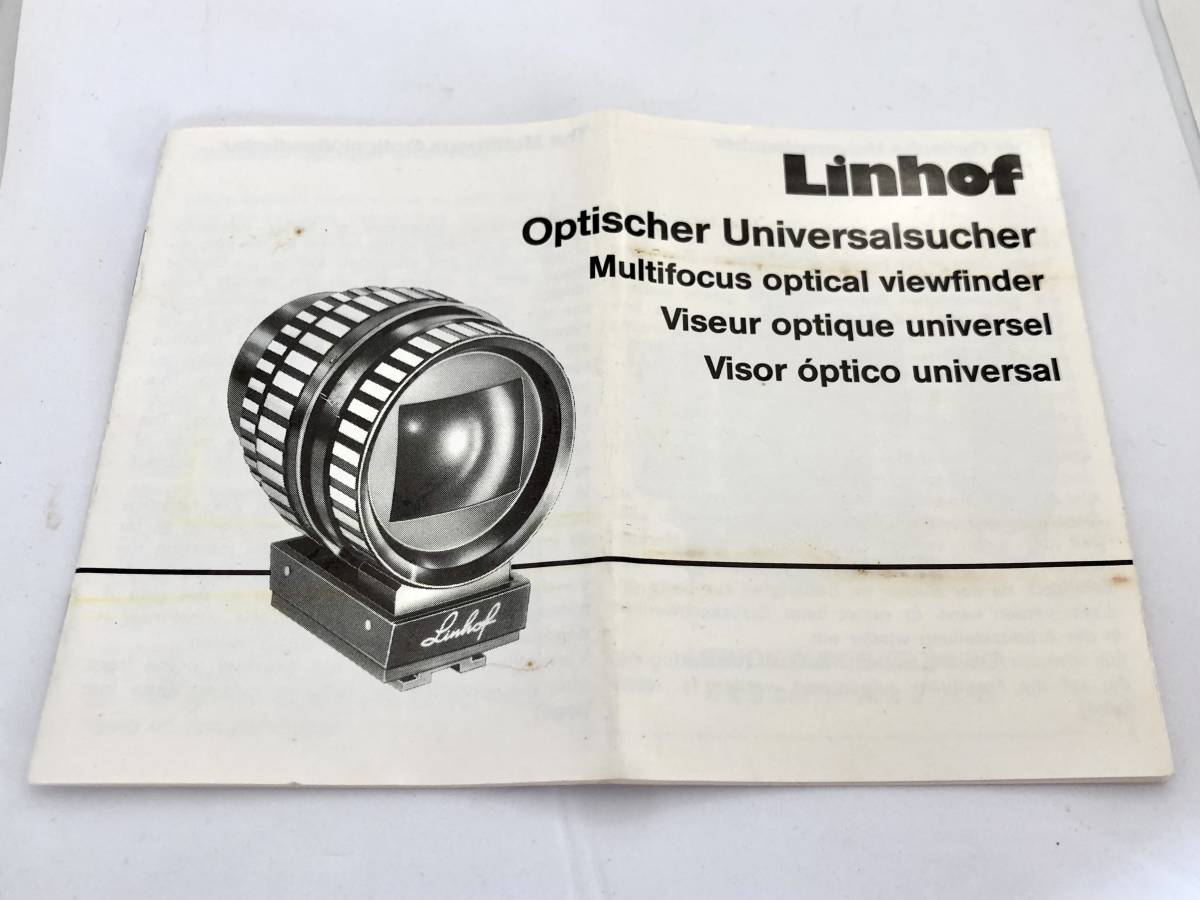 Linhof
Optischer Universalsucher
Multifocus optical viewfinder
Viseur optique universel
Visor óptico universal
Linhof